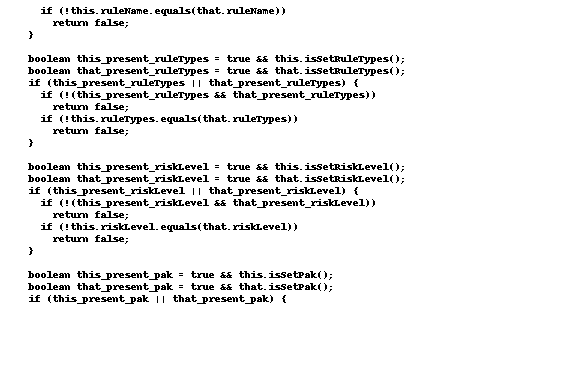 if (!this.ruleName.equals(that.ruleName))
        return false;
    }

    boolean this_present_ruleTypes = true && this.isSetRuleTypes();
    boolean that_present_ruleTypes = true && that.isSetRuleTypes();
    if (this_present_ruleTypes || that_present_ruleTypes) {
      if (!(this_present_ruleTypes && that_present_ruleTypes))
        return false;
      if (!this.ruleTypes.equals(that.ruleTypes))
        return false;
    }

    boolean this_present_riskLevel = true && this.isSetRiskLevel();
    boolean that_present_riskLevel = true && that.isSetRiskLevel();
    if (this_present_riskLevel || that_present_riskLevel) {
      if (!(this_present_riskLevel && that_present_riskLevel))
        return false;
      if (!this.riskLevel.equals(that.riskLevel))
        return false;
    }

    boolean this_present_pak = true && this.isSetPak();
    boolean that_present_pak = true && that.isSetPak();
    if (this_present_pak || that_present_pak) {